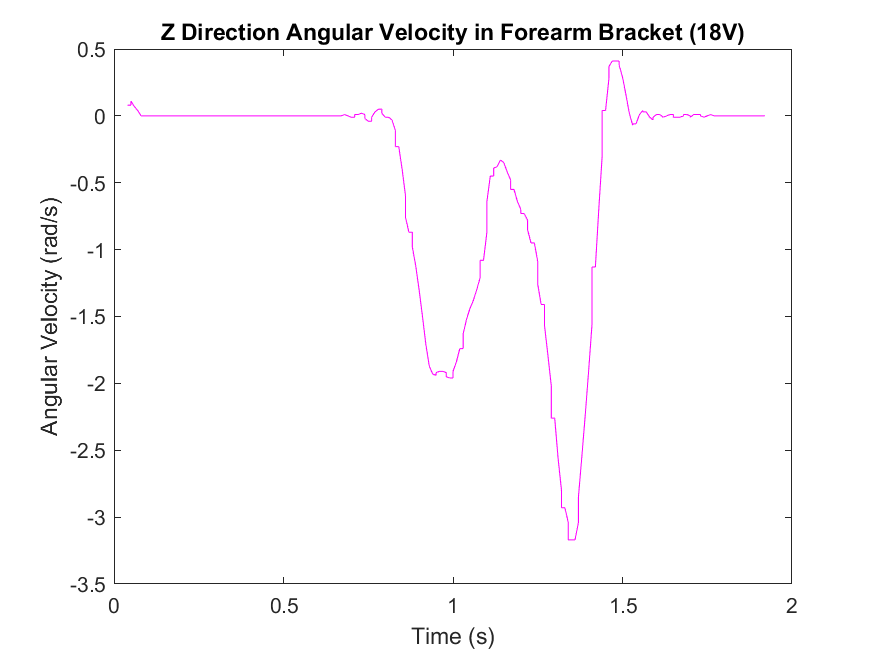 Z Direction Angular Velocity in Forearm Bracket (18V)
0.5
0
-0.5
-1
-1.5
-2
-2.5
-3
-3.5
Angular Velocity (rad/s)
0 0.5 1 1.5 2
Time (s)